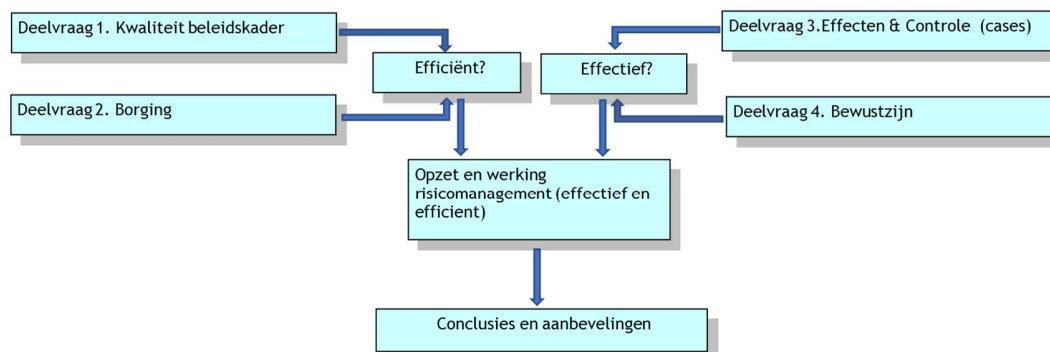 Deelvraag 1. Kwaliteit beleidskader
Deelvraag 3.Effecten & Controle (cases)
Efficiënt?
Effectief?
Deelvraag 2. Borging
Deelvraag 4. Bewustzijn
Opzet en werking
risicomanagement (effectief en
efficient)
Conclusies en aanbevelingen